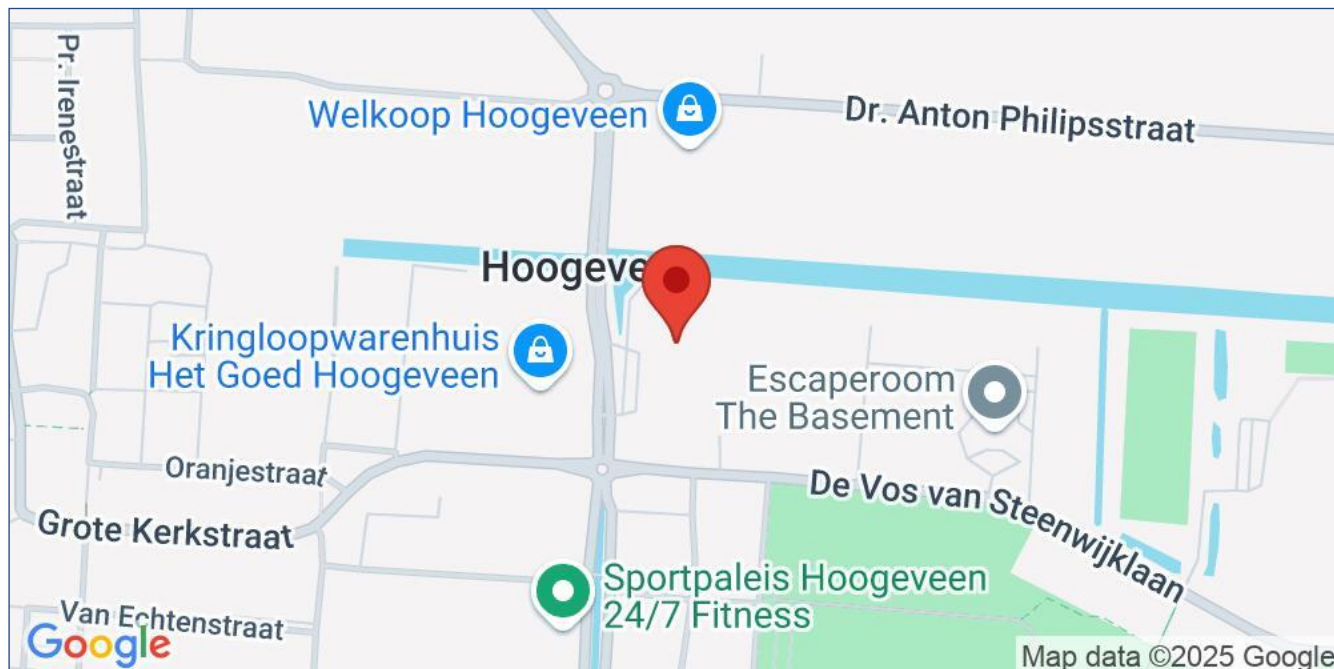 Pr. Irenestraat
Welkoop Hoogeveen
Dr. Anton Philipsstraat
Hoogeve
Kringloopwarenhuis
Het Goed Hoogeveen
Escaperoom
The Basement
Oranjestraat
De Vos van Steenwijklaan
Grote Kerkstraat
Sportpaleis Hoogeveen
24/7 Fitness
Van Echtenstraat
Google
Map data ©2025 Google